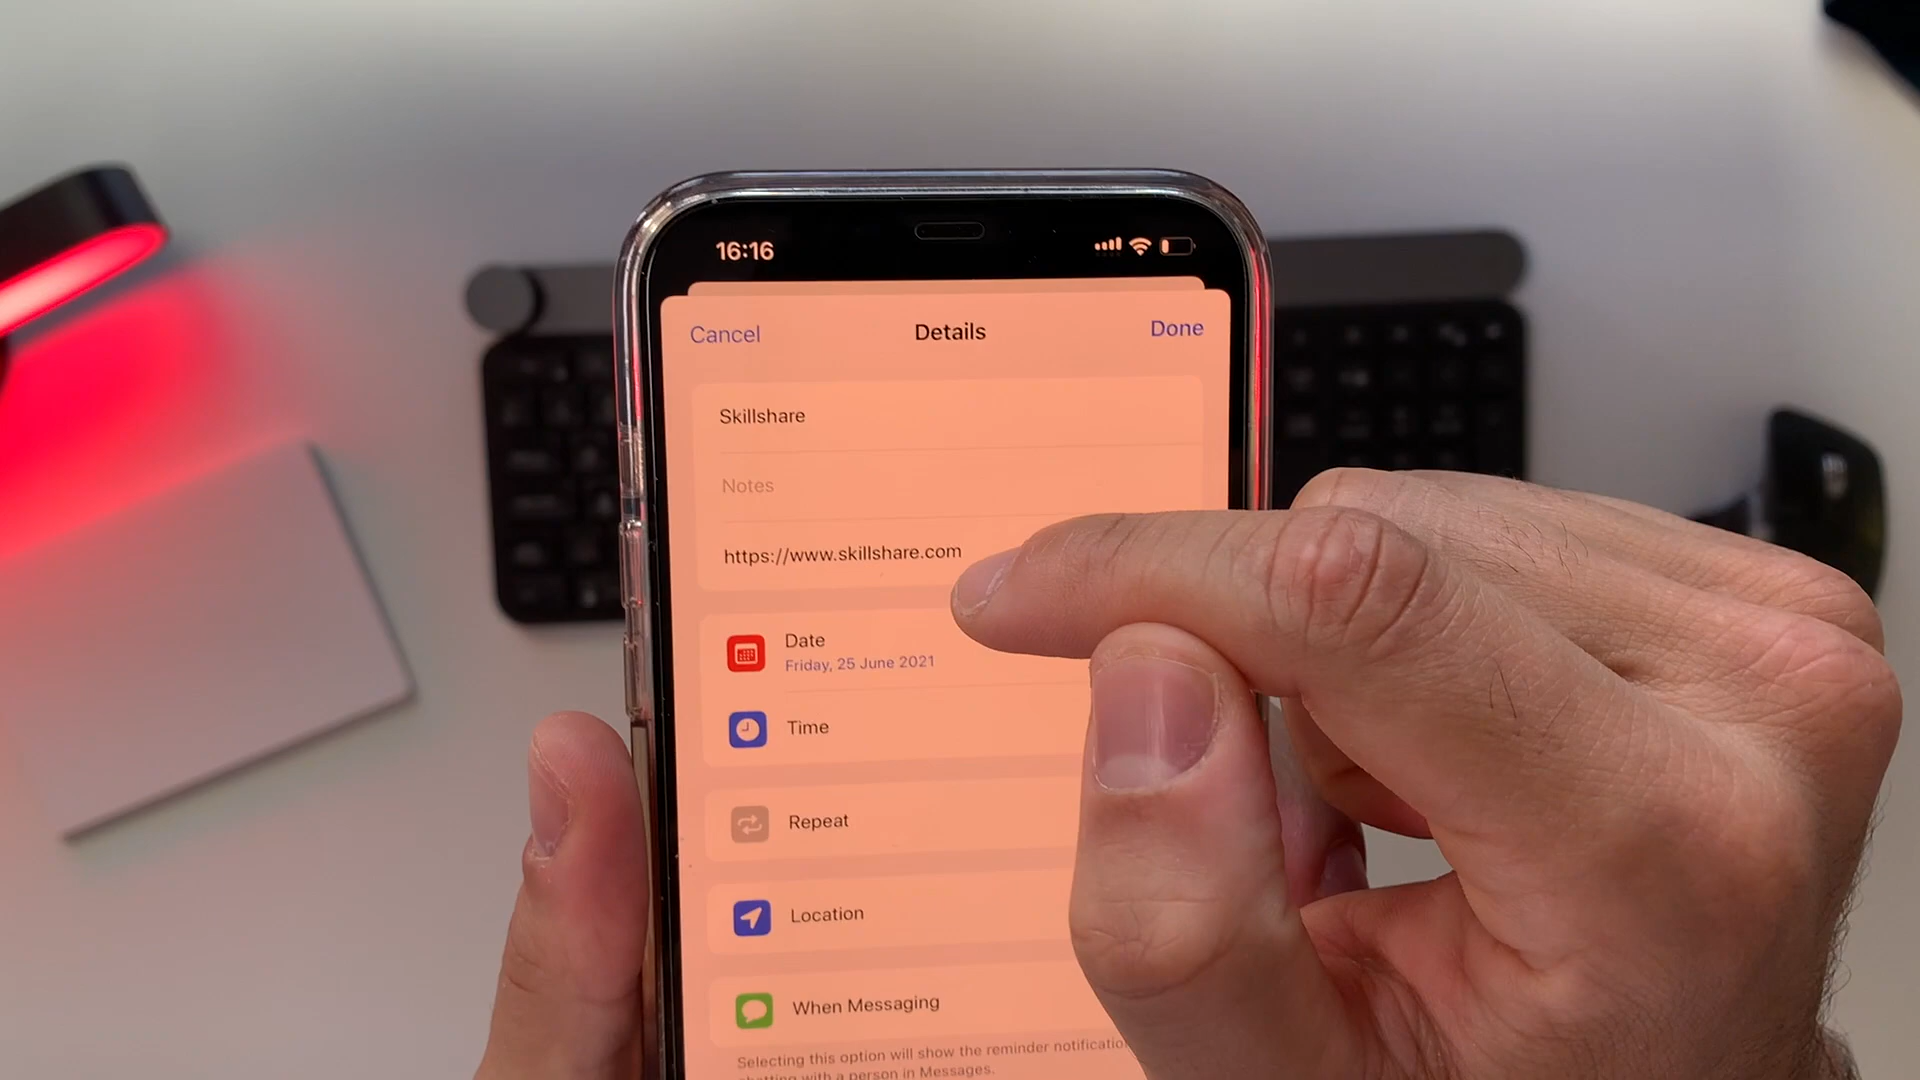 16:16
Cancel Details Done
Skillshare
Notes
https://www.skillshare.com
Date
Friday, 25 June 2021
Time
Repeat
Location
When Messaging
Selecting this option will show the reminder
with a person in Messages.